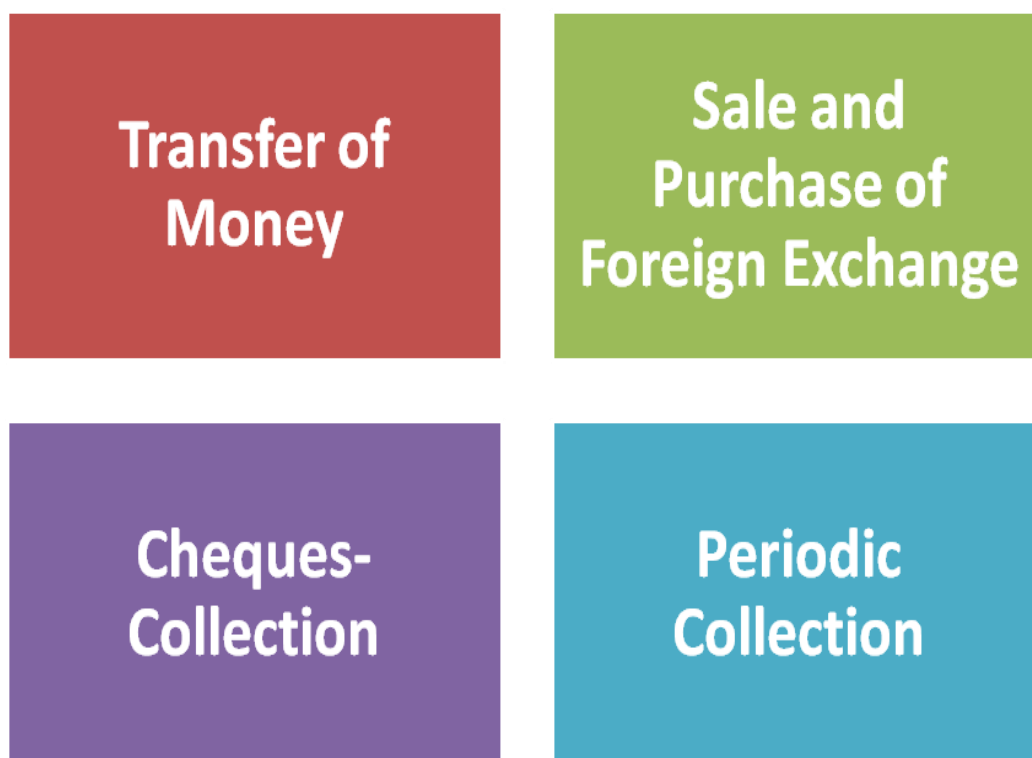 Transfer of
Money
Sale and
Purchase of
Foreign Exchange
Cheques-
Collection
Periodic
Collection